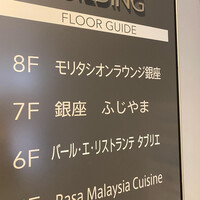 BUILDING
FLOOR GUIDE
8F モリタシオンラウンジ銀座
7F 銀座 ふじやま
6F バール・エ・リストランテ タブリエ
Basa Malaysia Cuisine